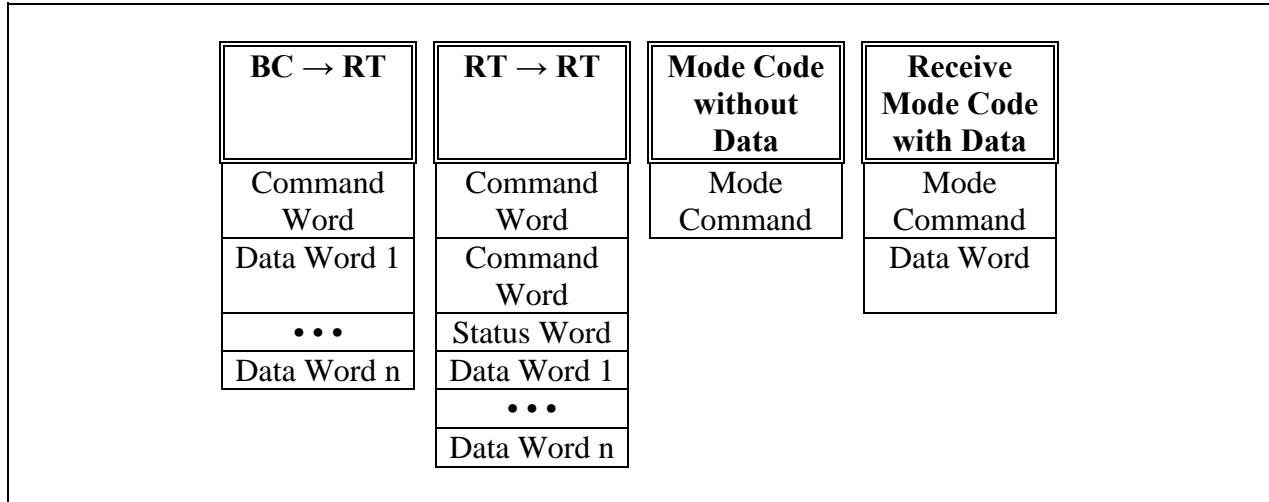 BC → RT
Command
Word
Data Word 1
• • •
Data Word n
RT → RT
Command
Word
Command
Word
Status Word
Data Word 1
• • •
Data Word n
Mode Code
without
Data
Mode
Command
Receive
Mode Code
with Data
Mode
Command
Data Word